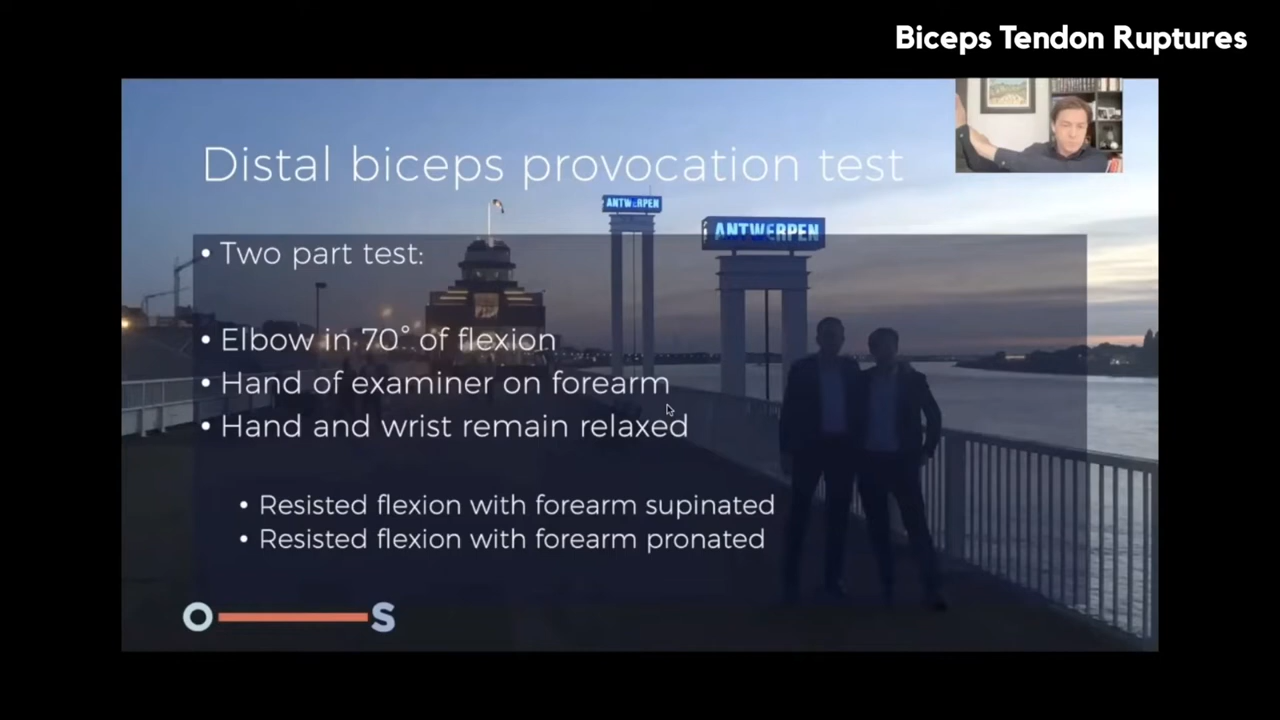 Biceps Tendon Ruptures
Distal biceps provocation test
ANTWERPEN
ANTWERPEN
• Two part test:
• Elbow in 70° of flexion
• Hand of examiner on forearm
• Hand and wrist remain relaxed
• Resisted flexion with forearm supinated
• Resisted flexion with forearm pronated
O S